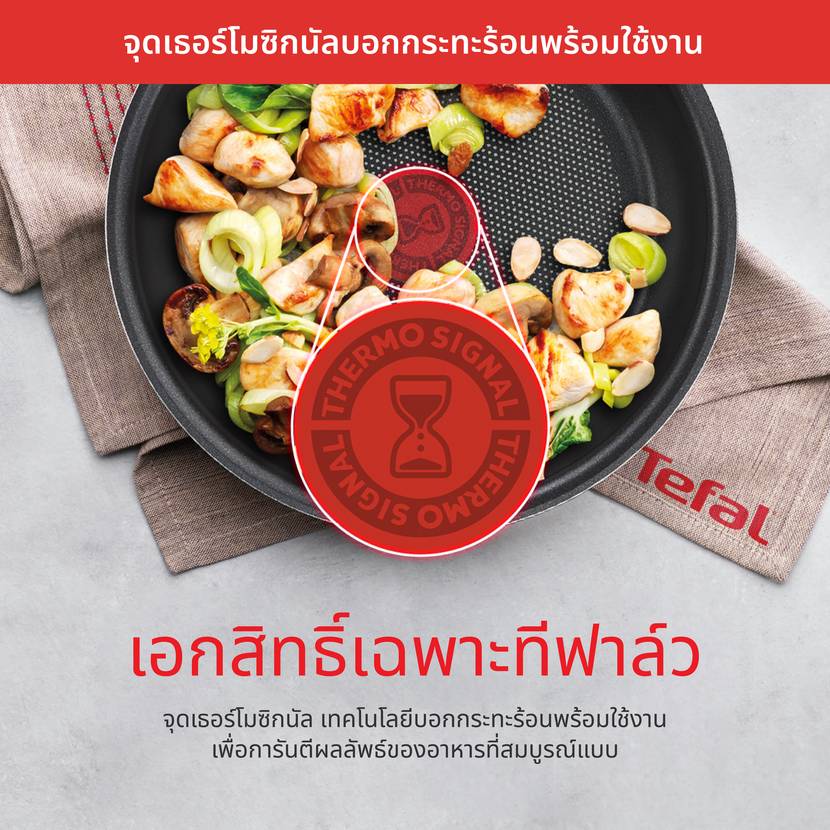 จุดเธอร์โมซิกนัลบอกกระทะร้อนพร้อมใช้งาน
THERMO SIGNAL
THERMO SIGNAL
THERMO SIGNAL
Tefal
เอกสิทธิ์เฉพาะทีฟาล์ว
จุดเธอร์โมซิกนัล เทคโนโลยีบอกกระทะร้อนพร้อมใช้งาน
เพื่อการันตีผลลัพธ์ของอาหารที่สมบูรณ์แบบ